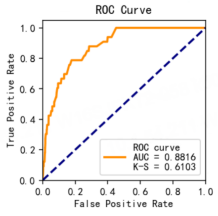 ROC Curve
True Positive Rate
1.0
0.8
0.6
0.4
0.2
0.0
ROC curve
AUC = 0.8816
K-S = 0.6103
0.0 0.2 0.4 0.6 0.8 1.0
False Positive Rate